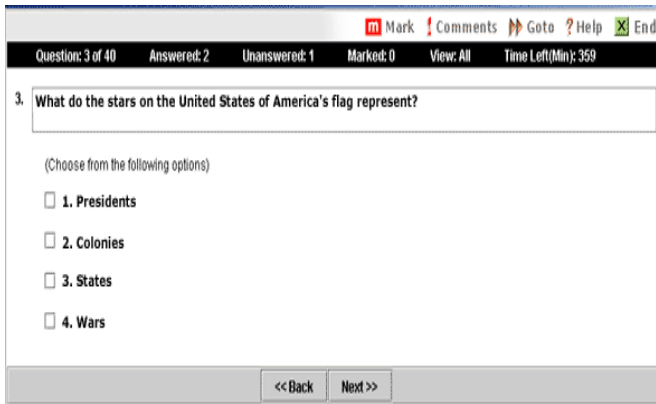 m Mark ! Comments Goto ? Help X End
Question: 3 of 40 Answered: 2 Unanswered: 1 Marked: 0 View: All Time Left(Min): 359
3. What do the stars on the United States of America's flag represent?
(Choose from the following options)
1. Presidents
2. Colonies
3. States
4. Wars
<< Back Next >>